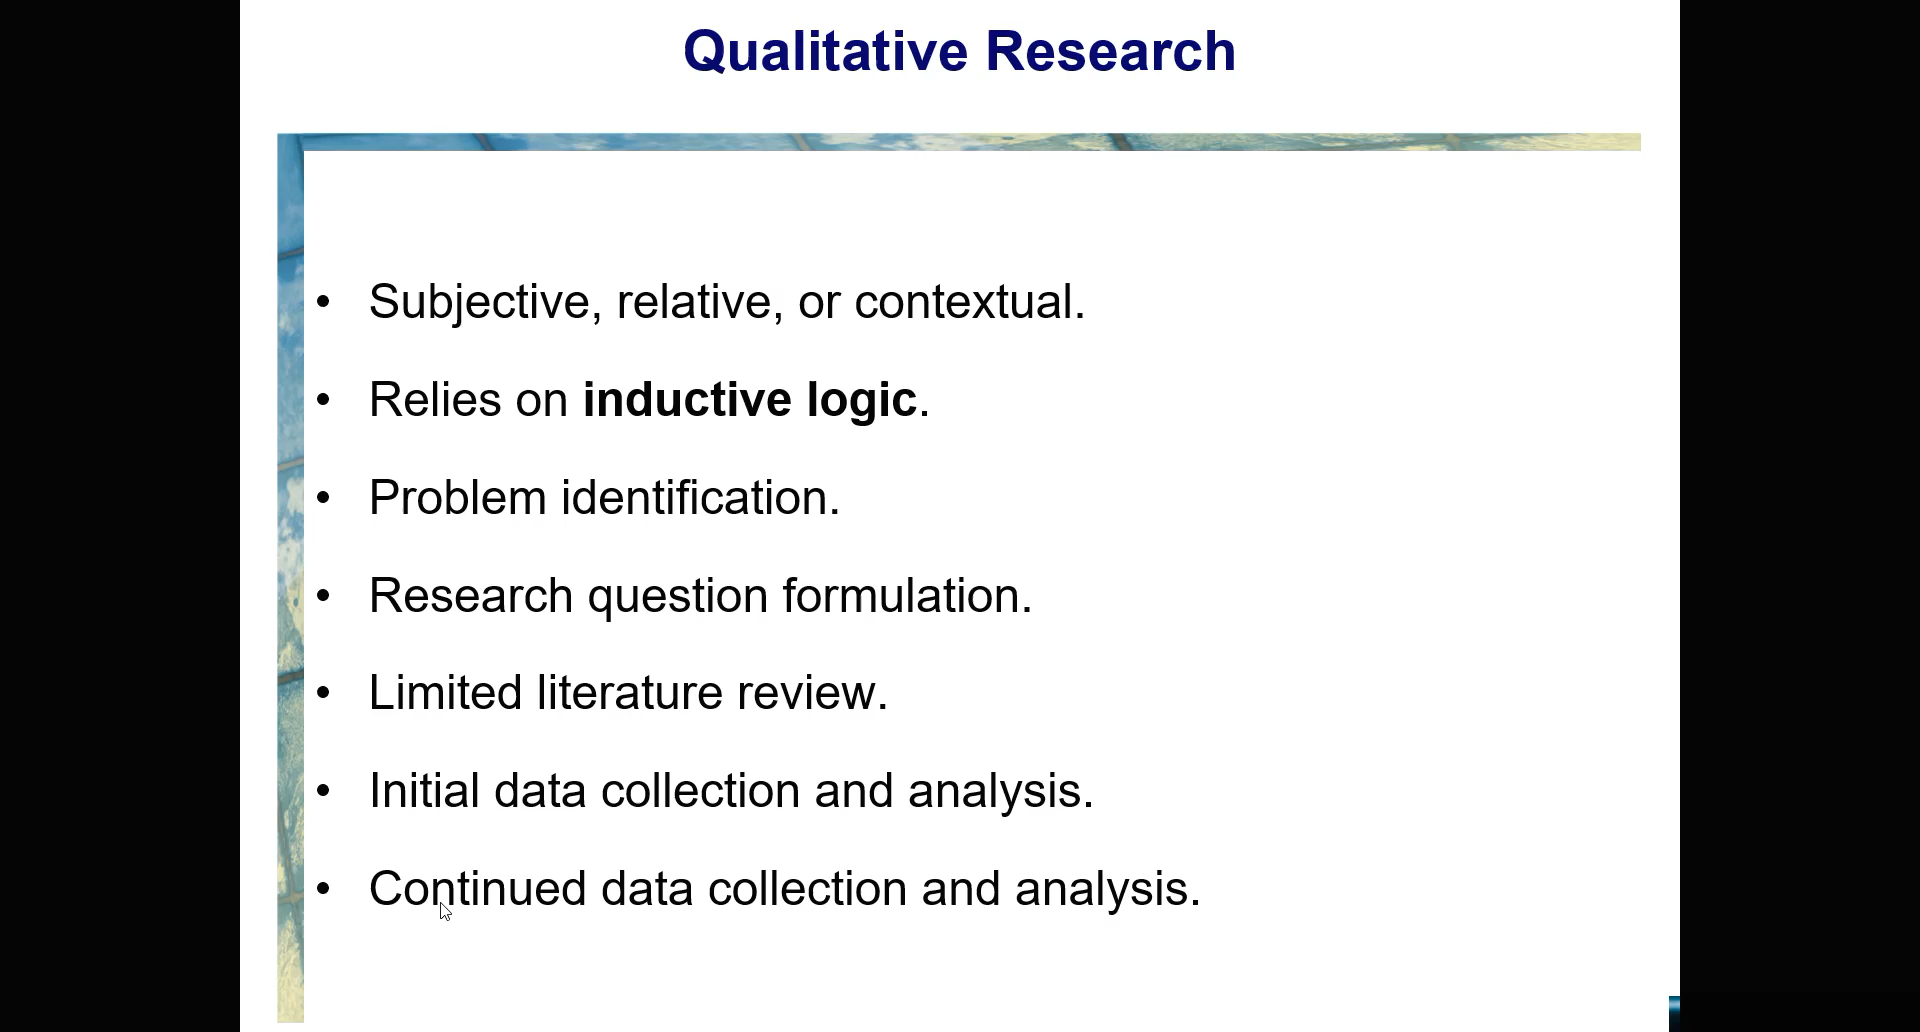 Qualitative Research
• Subjective, relative, or contextual.
• Relies on inductive logic.
• Problem identification.
• Research question formulation.
• Limited literature review.
• Initial data collection and analysis.
• Continued data collection and analysis.